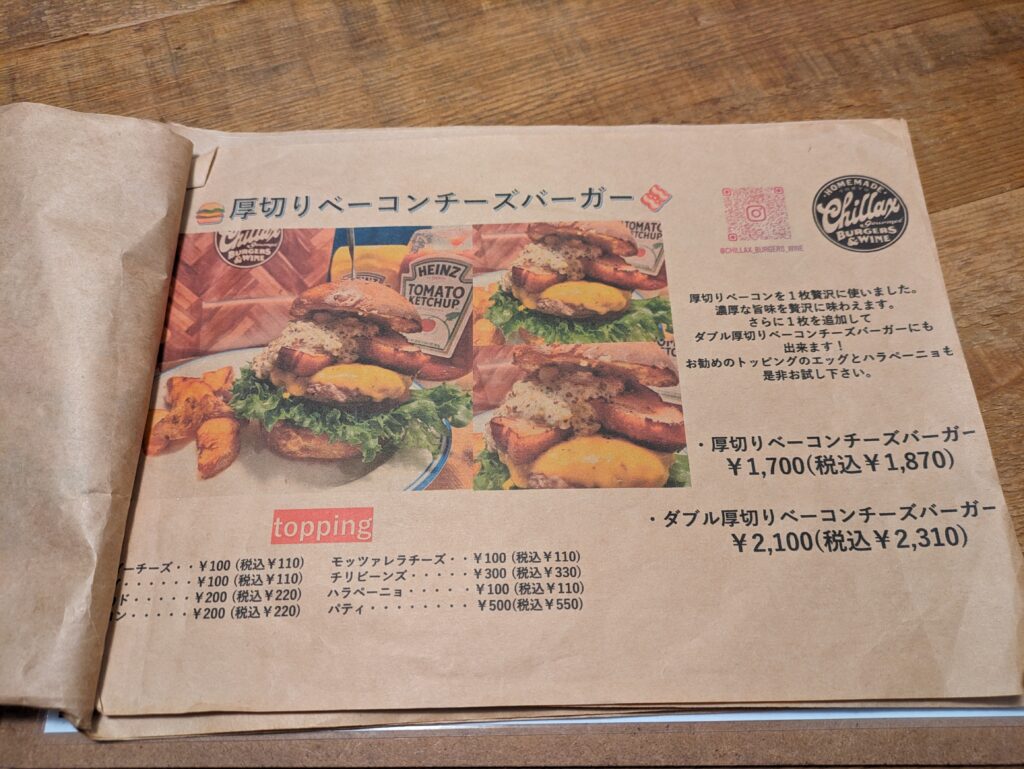 厚切りベーコンチーズバーガー
Chillax
BURGERS
& WINE
HEINZ
TOMATO
KETCHUP
TOMATO
KETCHUP
@CHILLAX_BURGERS_WINE
HOMEMADE
Chillax
Gourmet
BURGERS
& WINE
厚切りベーコンを1枚贅沢に使いました。
濃厚な旨味を贅沢に味わえます。
さらに1枚を追加して
ダブル厚切りベーコンチーズバーガーにも
出来ます!
お勧めのトッピングのエッグとハラペーニョも
是非お試し下さい。
・厚切りベーコンチーズバーガー
¥1,700(税込¥1,870)
・ダブル厚切りベーコンチーズバーガー
¥2,100(税込¥2,310)
topping
ーチーズ・・¥100 (税込¥110)
・・・・・¥100 (税込¥110)
ド・・・・・¥200 (税込¥220)
ン・・・・・¥200 (税込¥220)
モッツァレラチーズ・・¥100 (税込¥110)
チリビーンズ・・・・・¥300 (税込¥330)
ハラペーニョ・・・・・¥100 (税込¥110)
パティ・・・・・・・・¥500(税込¥550)